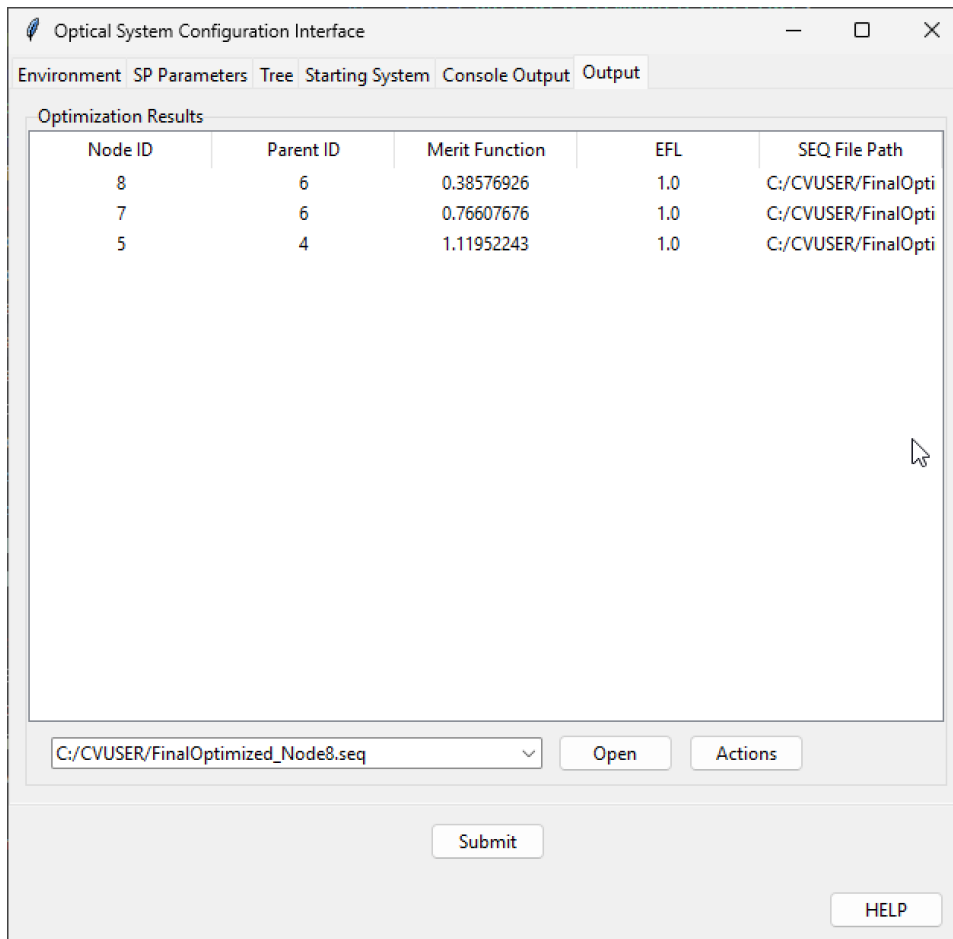 Optical System Configuration Interface
Environment SP Parameters Tree Starting System Console Output Output
Optimization Results
Node ID Parent ID Merit Function EFL SEQ File Path
8 6 0.38576926 1.0 C:/CVUSER/FinalOpti
7 6 0.76607676 1.0 C:/CVUSER/FinalOpti
5 4 1.11952243 1.0 C:/CVUSER/FinalOpti
C:/CVUSER/FinalOptimized_Node8.seq Open Actions
Submit
HELP